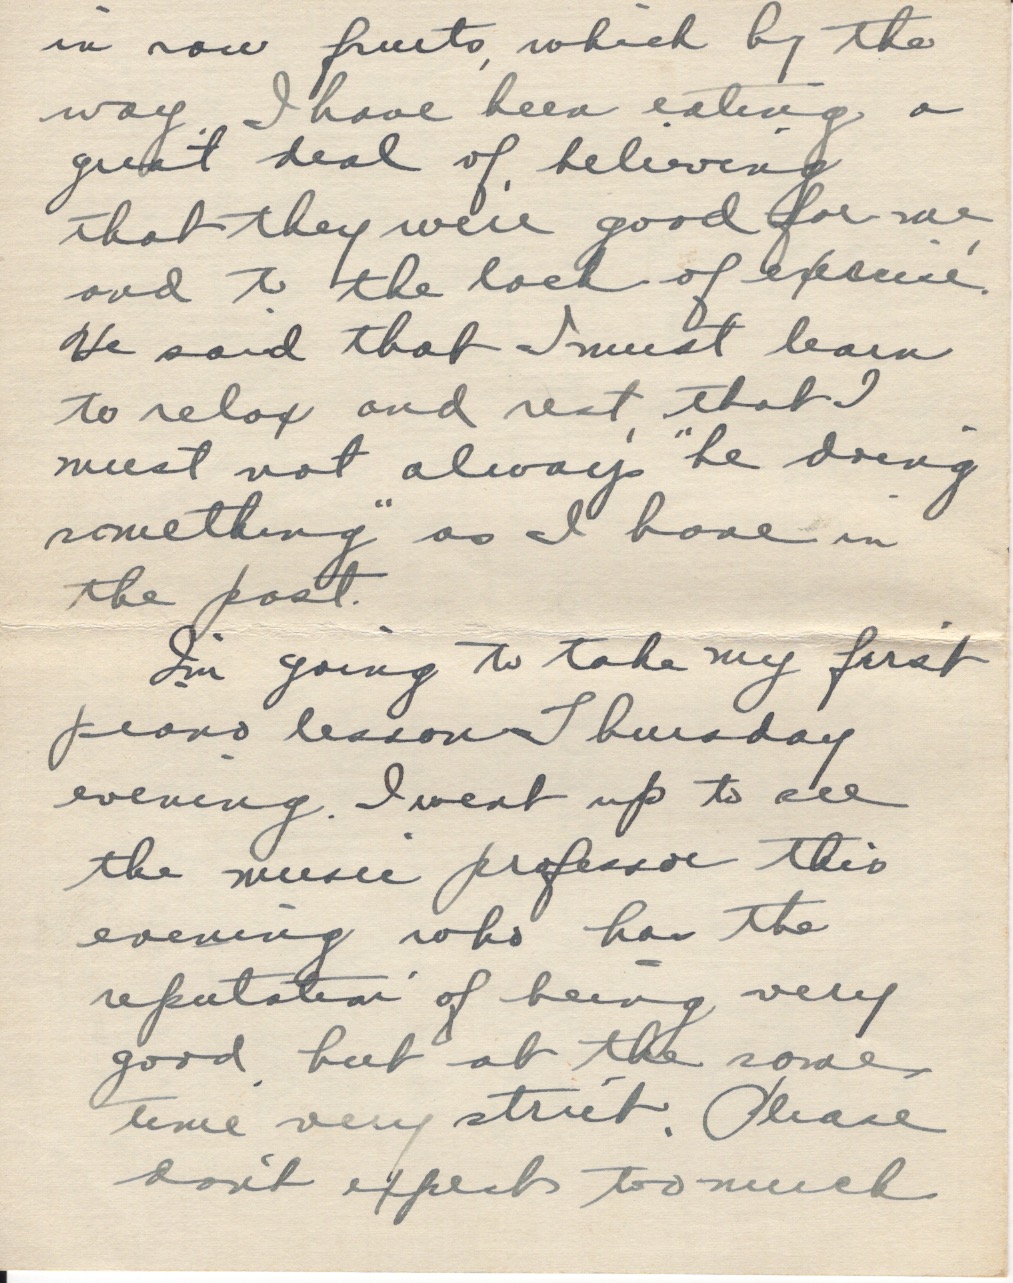 in raw fruits, which by the
way, I have been eating a
great deal of, believing
that they were good for me,
and to the lack of exercise.
He said that I must learn
to relax and rest, that I
must not always "be doing
something" as I have in
the past.
I'm going to take my first
piano lesson Thursday
evening. I went up to see
the music professor this
evening who has the
reputation of being very
good, but at the same
time very strict. Please
don't expect too much